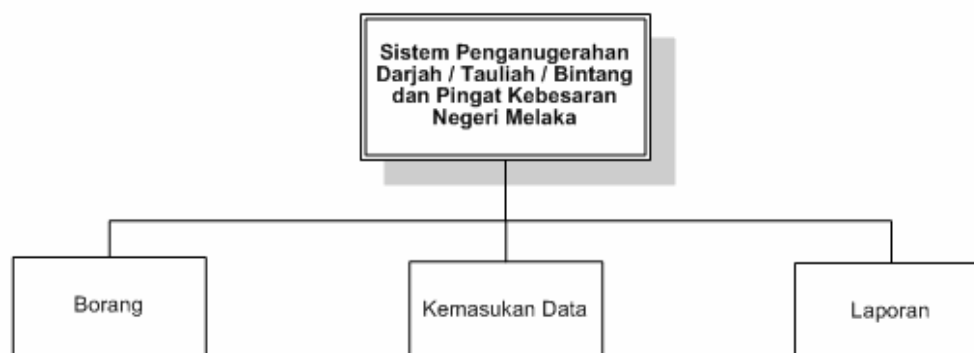 Sistem Penganugerahan
Darjah / Tauliah / Bintang
dan Pingat Kebesaran
Negeri Melaka
Borang
Kemasukan Data
Laporan